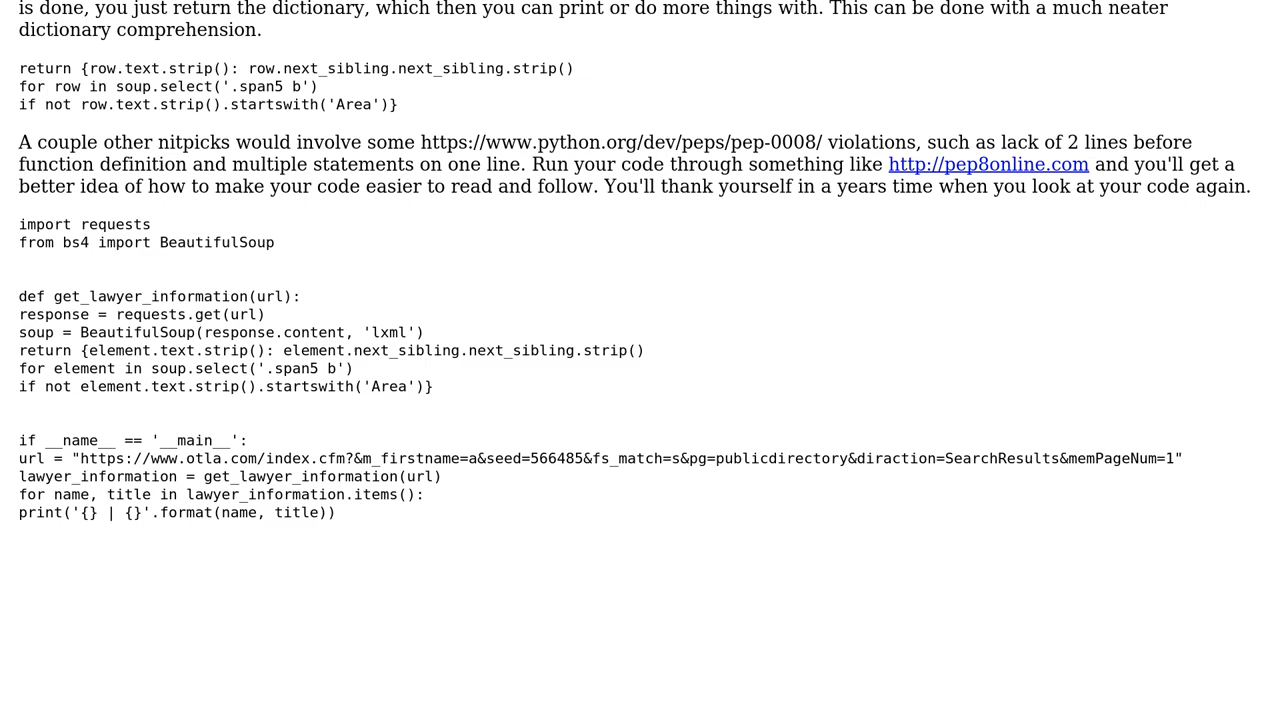 is done, you just return the dictionary, which then you can print or do more things with. This can be done with a much neater
dictionary comprehension.
return {row.text.strip(): row.next_sibling.next_sibling.strip()
for row in soup.select('.span5 b')
if not row.text.strip().startswith('Area')}
A couple other nitpicks would involve some https://www.python.org/dev/peps/pep-0008/ violations, such as lack of 2 lines before
function definition and multiple statements on one line. Run your code through something like http://pep8online.com and you'll get a
better idea of how to make your code easier to read and follow. You'll thank yourself in a years time when you look at your code again.
import requests
from bs4 import BeautifulSoup
def get_lawyer_information(url):
response = requests.get(url)
soup = BeautifulSoup(response.content, 'lxml')
return {element.text.strip(): element.next_sibling.next_sibling.strip()
for element in soup.select('.span5 b')
if not element.text.strip().startswith('Area')}
if __name__ == '__main__':
url = "https://www.otla.com/index.cfm?&m_firstname=a&seed=566485&fs_match=s&pg=publicdirectory&diraction=SearchResults&memPageNum=1"
lawyer_information = get_lawyer_information(url)
for name, title in lawyer_information.items():
print('{} | {}'.format(name, title))